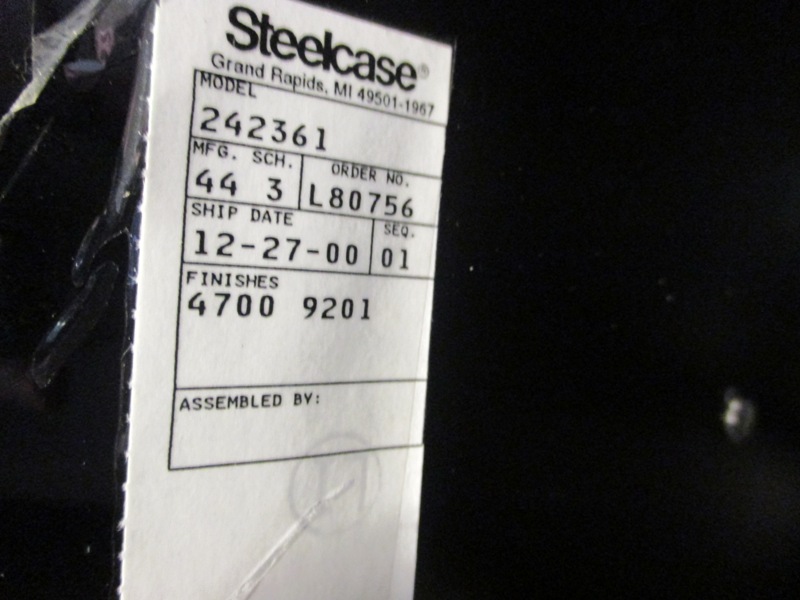 Steelcase®
Grand Rapids, MI 49501-1967
MODEL
242361
MFG. SCH. ORDER NO.
44 3 L80756
SHIP DATE SEQ.
12-27-00 01
FINISHES
4700 9201
ASSEMBLED BY: